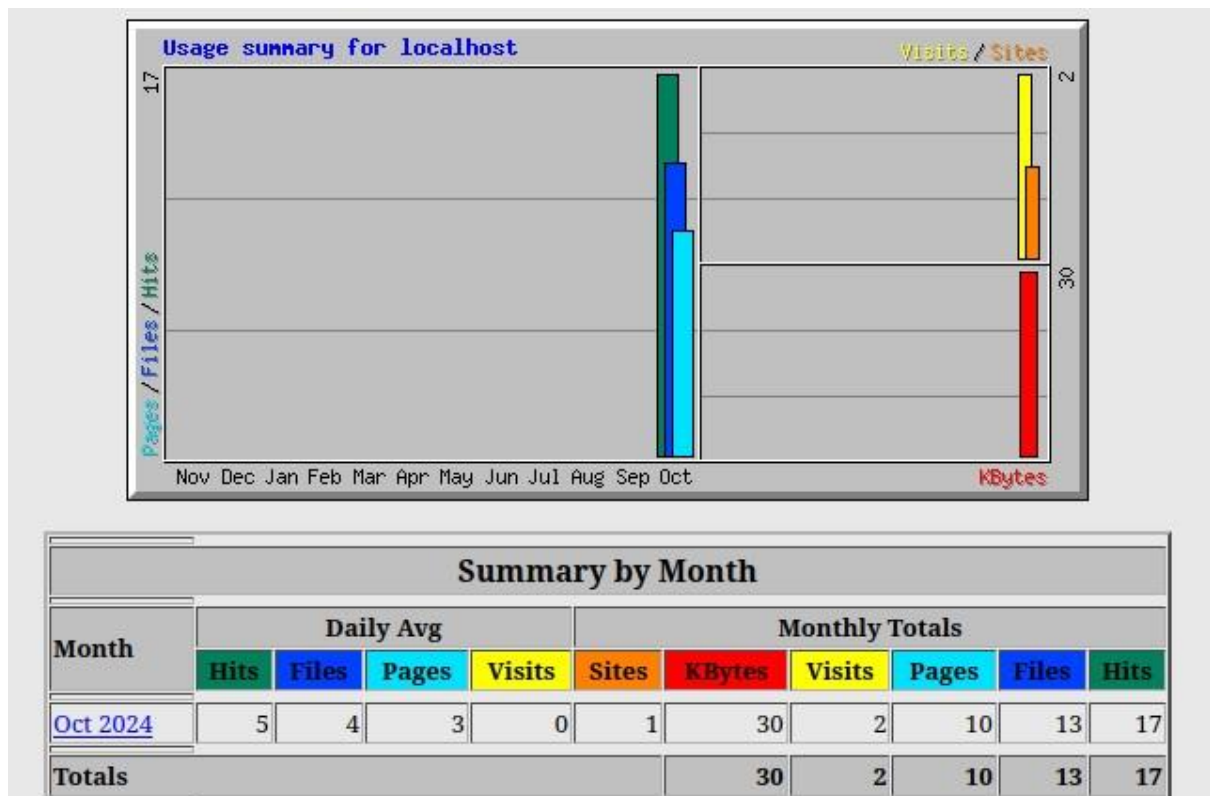 Usage summary for localhost
Visits/Sites
17
2
Pages/Files/Hits
30
Nov Dec Jan Feb Mar Apr May Jun Jul Aug Sep Oct
KBytes
Summary by Month
Month Daily Avg Monthly Totals
Hits Files Pages Visits Sites KBytes Visits Pages Files Hits
Oct 2024 5 4 3 0 1 30 2 10 13 17
Totals 30 2 10 13 17